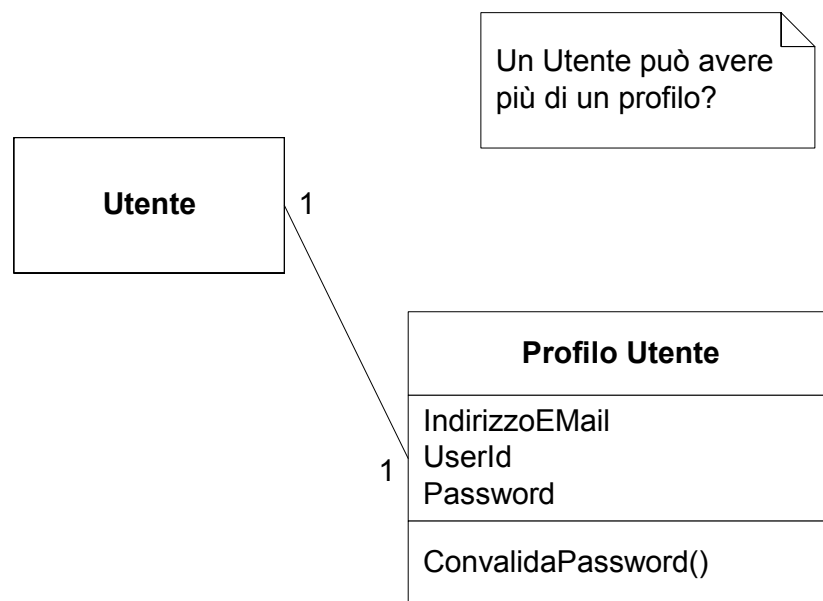 Un Utente può avere
più di un profilo?
Utente
1
Profilo Utente
IndirizzoEMail
UserId
1
Password
ConvalidaPassword()